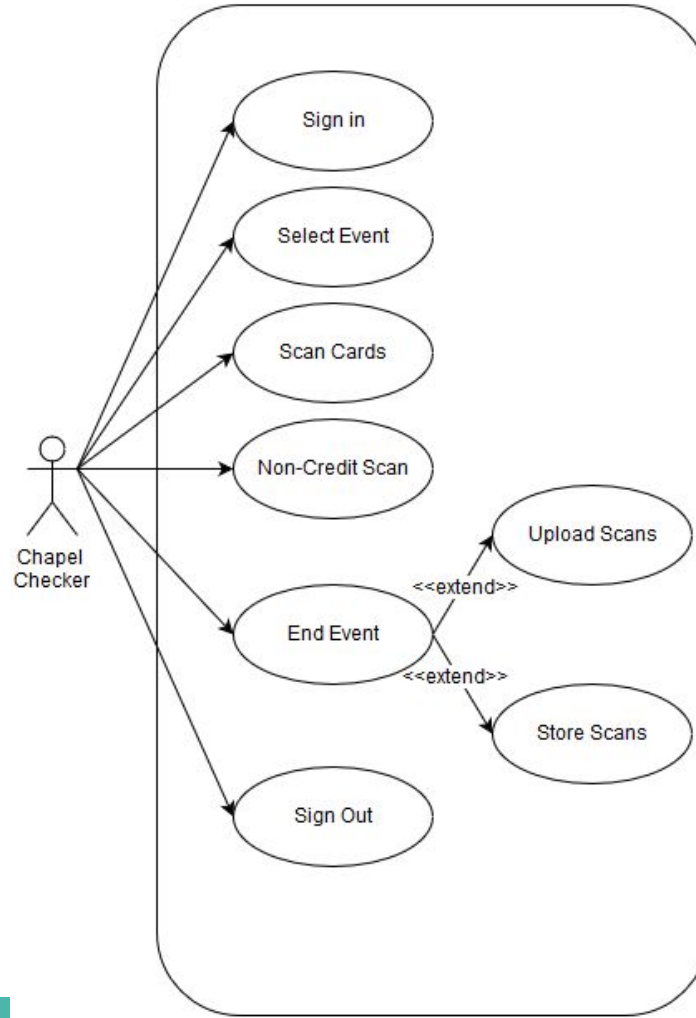 Sign in
Select Event
Scan Cards
Non-Credit Scan
Chapel
Checker
Upload Scans
<<extend>>
End Event
<<extend>>
Store Scans
Sign Out